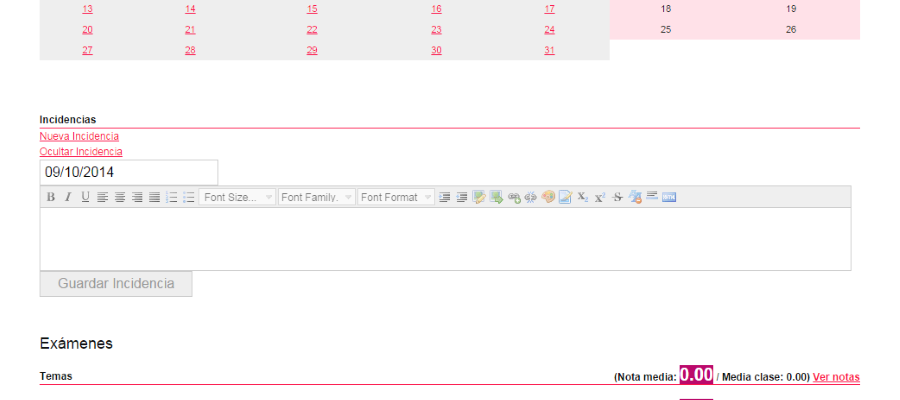 13 14 15 16 17 18 19
20 21 22 23 24 25 26
27 28 29 30 31
Incidencias
Nueva Incidencia
Ocultar Incidencia
09/10/2014
B I U Font Size... Font Family. Font Format X₂ X² S
Guardar Incidencia
Exámenes
Temas (Nota media: 0.00 / Media clase: 0.00) Ver notas